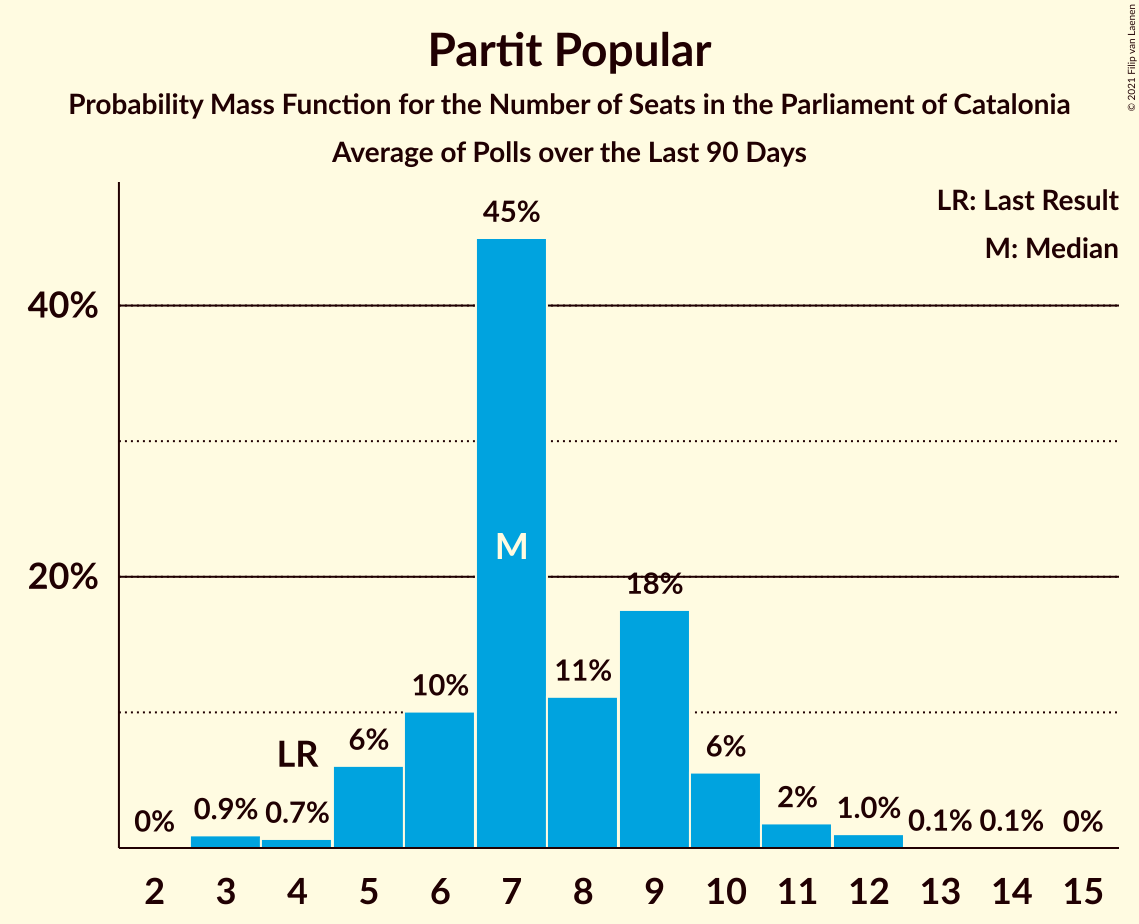 Partit Popular
Probability Mass Function for the Number of Seats in the Parliament of Catalonia
Average of Polls over the Last 90 Days
© 2021 Filip van Laenen
LR: Last Result
M: Median
40%
20%
0%
0.9%
0.7%
LR
6%
10%
45%
M
11%
18%
6%
2%
1.0%
0.1%
0.1%
0%
2 3 4 5 6 7 8 9 10 11 12 13 14 15